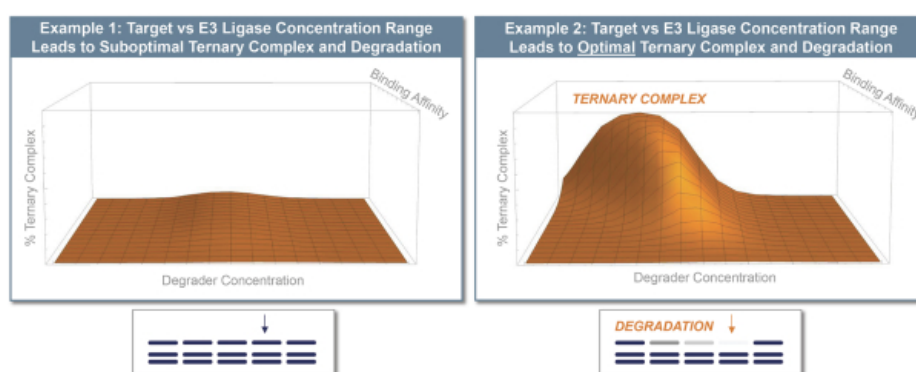 Example 1: Target vs E3 Ligase Concentration Range
Leads to Suboptimal Ternary Complex and Degradation
Binding Affinity
% Ternary Complex
Degrader Concentration
Example 2: Target vs E3 Ligase Concentration Range
Leads to Optimal Ternary Complex and Degradation
TERNARY COMPLEX
Binding Affinity
% Ternary Complex
Degrader Concentration
DEGRADATION